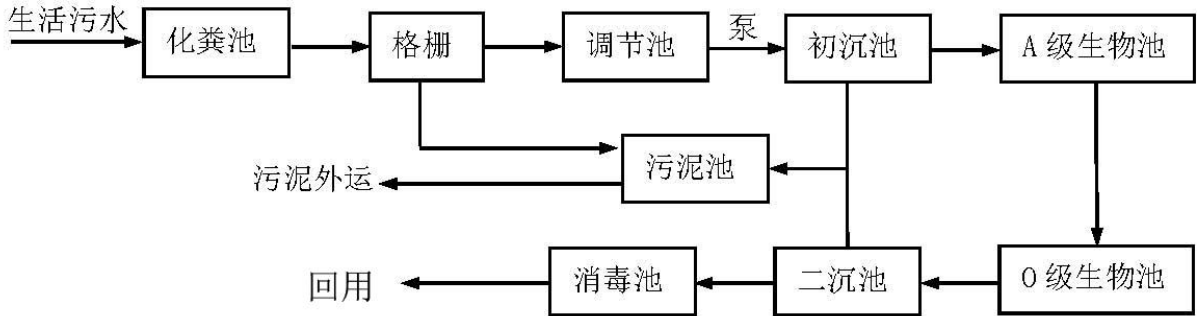 生活污水
化粪池
格栅
调节池
泵
初沉池
A级生物池
污泥池
污泥外运
回用
消毒池
二沉池
O级生物池